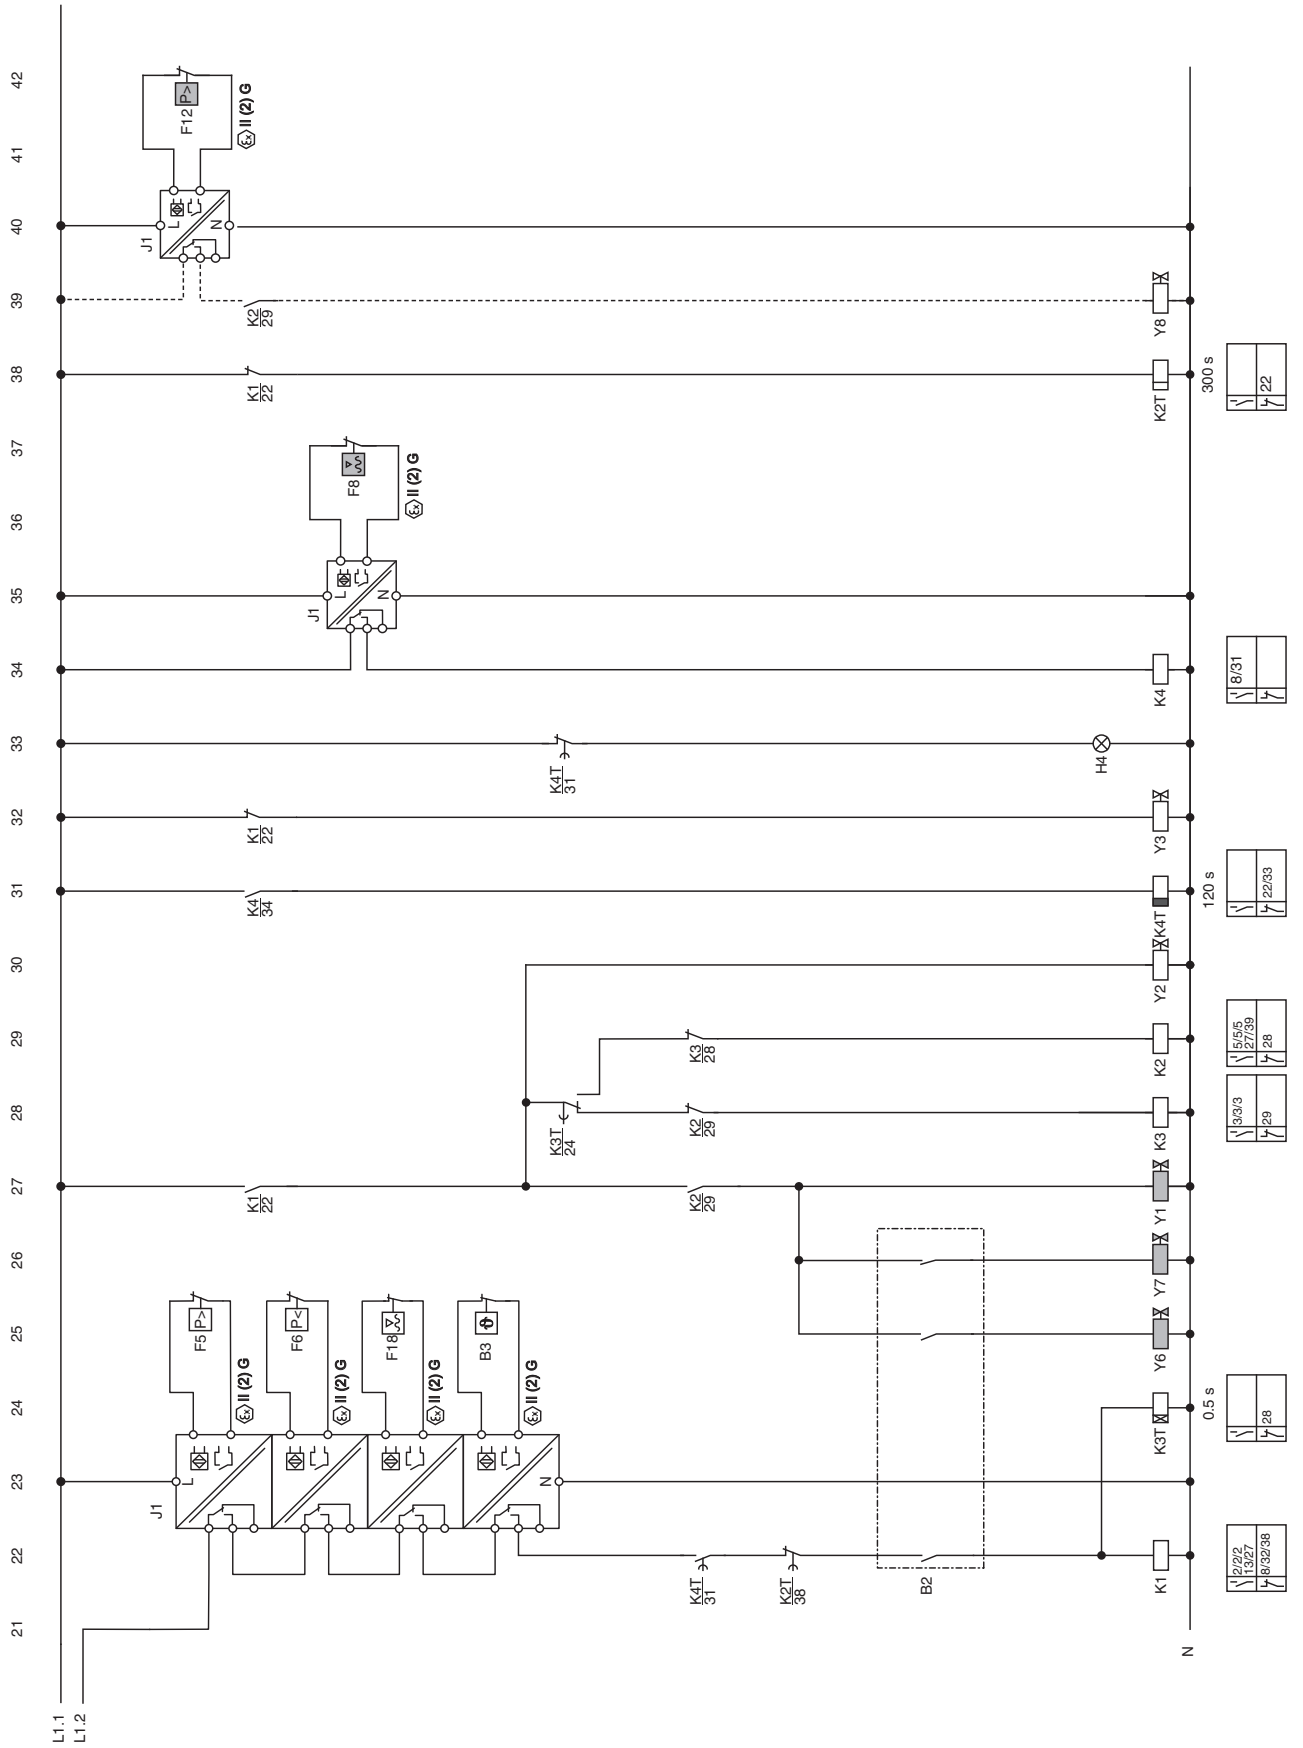 42
41
40
39
38
37
36
35
34
33
32
31
30
29
28
27
26
25
24
23
22
21
F12
P>
Ex II (2) G
J1
L
N
K2
29
Y8
K1
22
K2T
300 s
22
F8
Ex II (2) G
J1
L
N
K4
8/31
K4T
31
H4
K1
22
Y3
K4
34
K4T
120 s
22/33
Y2
K3
28
K2
5/5/5
27/39
28
K3T
24
K2
29
K3
3/3/3
29
K1
22
K2
29
Y1
Y7
Y6
F5
P>
Ex II (2) G
F6
P<
Ex II (2) G
F18
Ex II (2) G
B3
ϑ
Ex II (2) G
K3T
0.5 s
28
J1
L
N
K4T
31
K2T
38
B2
K1
2/2/2
13/27
8/32/38
L1.1
L1.2
N